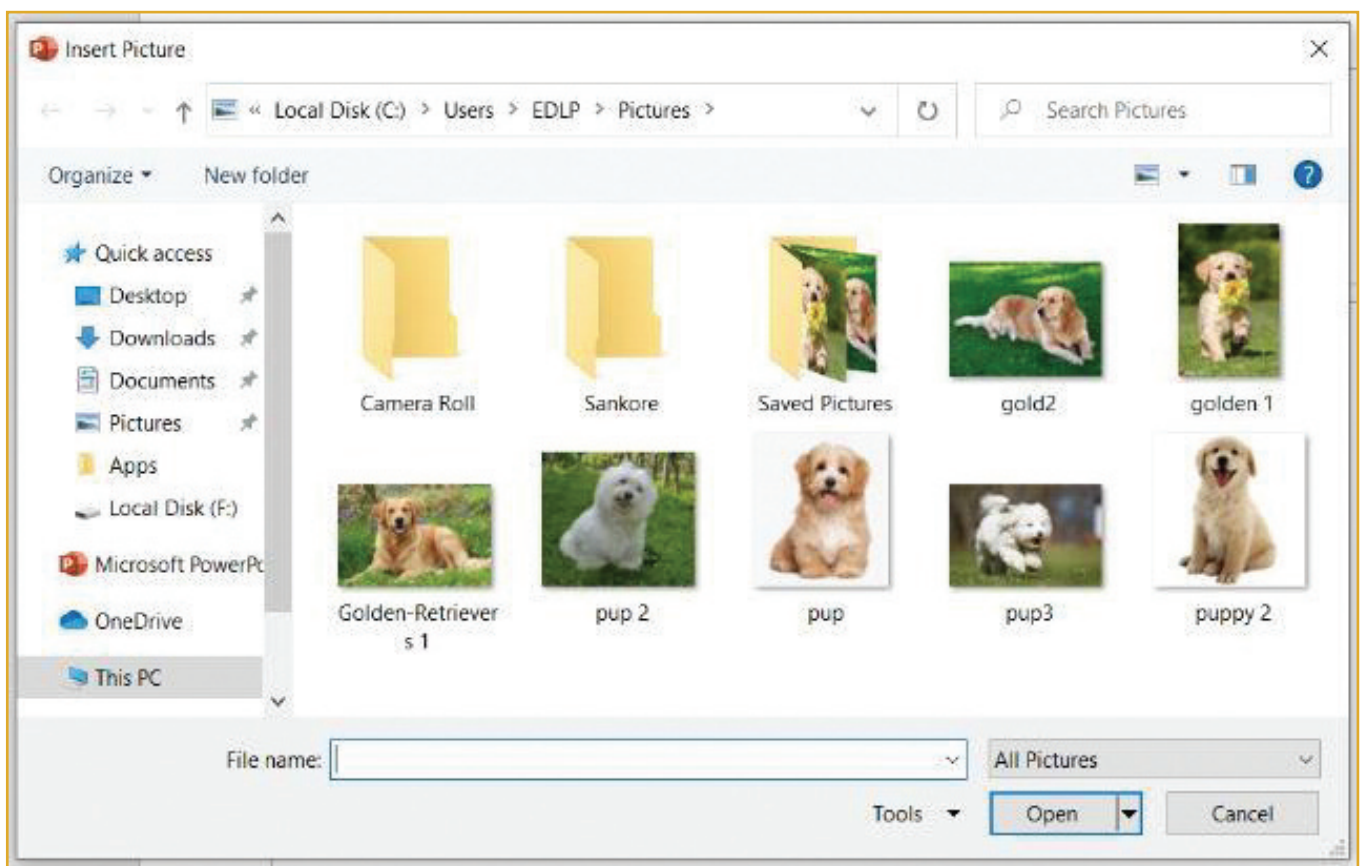 Insert Picture
« Local Disk (C:) > Users > EDLP > Pictures >
Search Pictures
Organize
New folder
Quick access
Desktop
Downloads
Documents
Pictures
Apps
Local Disk (F:)
Microsoft PowerPo
OneDrive
This PC
Camera Roll
Sankore
Saved Pictures
gold2
golden 1
Golden-Retriever
s 1
pup 2
pup
pup3
puppy 2
File name:
All Pictures
Tools
Open
Cancel